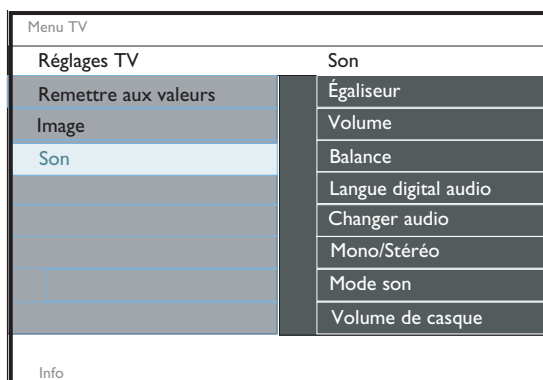 Menu TV
Réglages TV
Son
Remettre aux valeurs
Image
Son
Égaliseur
Volume
Balance
Langue digital audio
Changer audio
Mono/Stéréo
Mode son
Volume de casque
Info